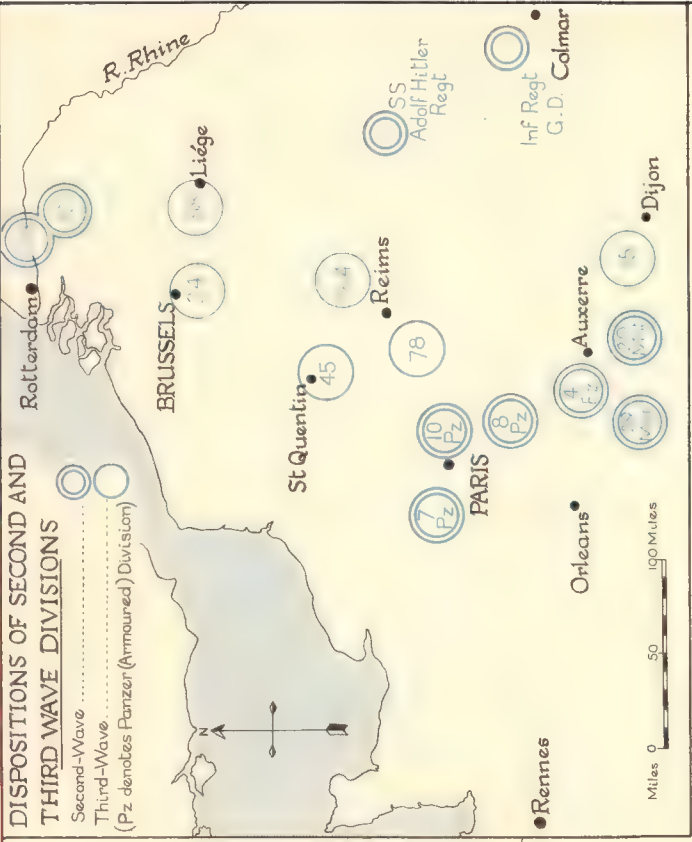 DISPOSITIONS OF SECOND AND
THIRD WAVE DIVISIONS
Second-Wave
Third-Wave
(Pz denotes Panzer (Armoured) Division)
N
R. Rhine
Rotterdam
BRUSSELS
Liége
St Quentin
45
Reims
78
SS
Adolf Hitler
Regt
Inf Regt
G.D.
Colmar
7
Pz
10
Pz
PARIS
8
Pz
4
Pz
Auxerre
5
Dijon
Orleans
Rennes
Miles 0 50 100 Miles